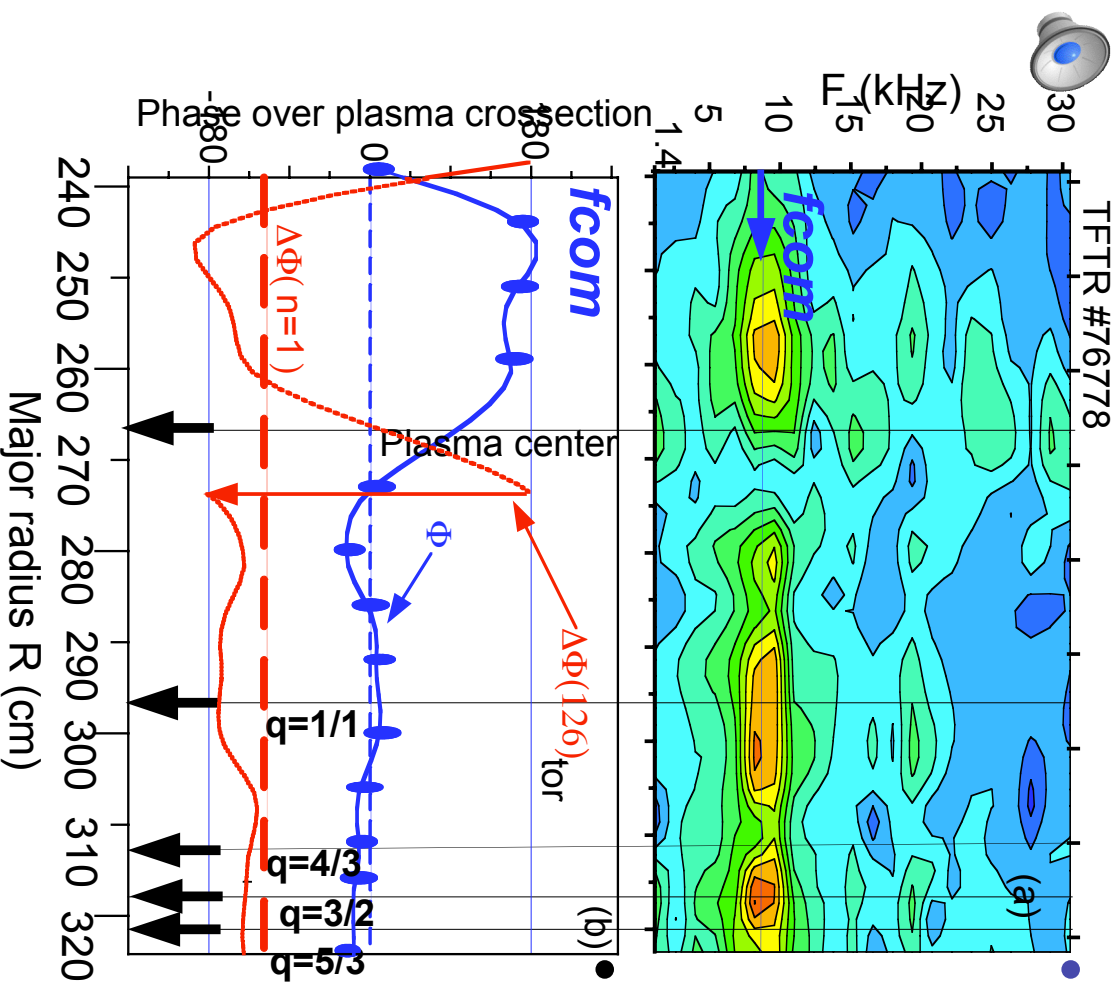 TFTR #76778
F (kHz)
30
25
20
15
10
5
1.4
fcom
(a)
Phase over plasma crossection
180
0
-180
fcom
(b)
ΔΦ(n=1)
Plasma center
Φ
ΔΦ(126)tor
q=1/1
q=4/3
q=3/2
q=5/3
240 250 260 270 280 290 300 310 320
Major radius R (cm)